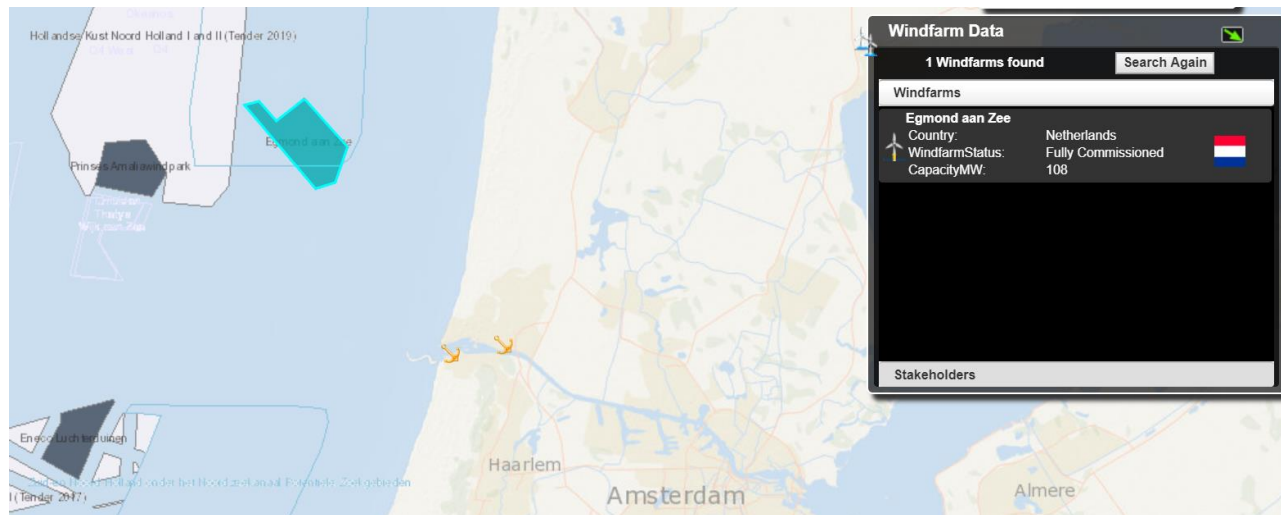 Hollandse Kust Noord Holland I and II (Tender 2019)
Egmond aan Zee
Prinses Amaliawindpark
Eneco Luchterduinen
I (Tender 2017)
Haarlem
Amsterdam
Almere
Windfarm Data
1 Windfarms found
Search Again
Windfarms
Egmond aan Zee
Country: Netherlands
WindfarmStatus: Fully Commissioned
CapacityMW: 108
Stakeholders